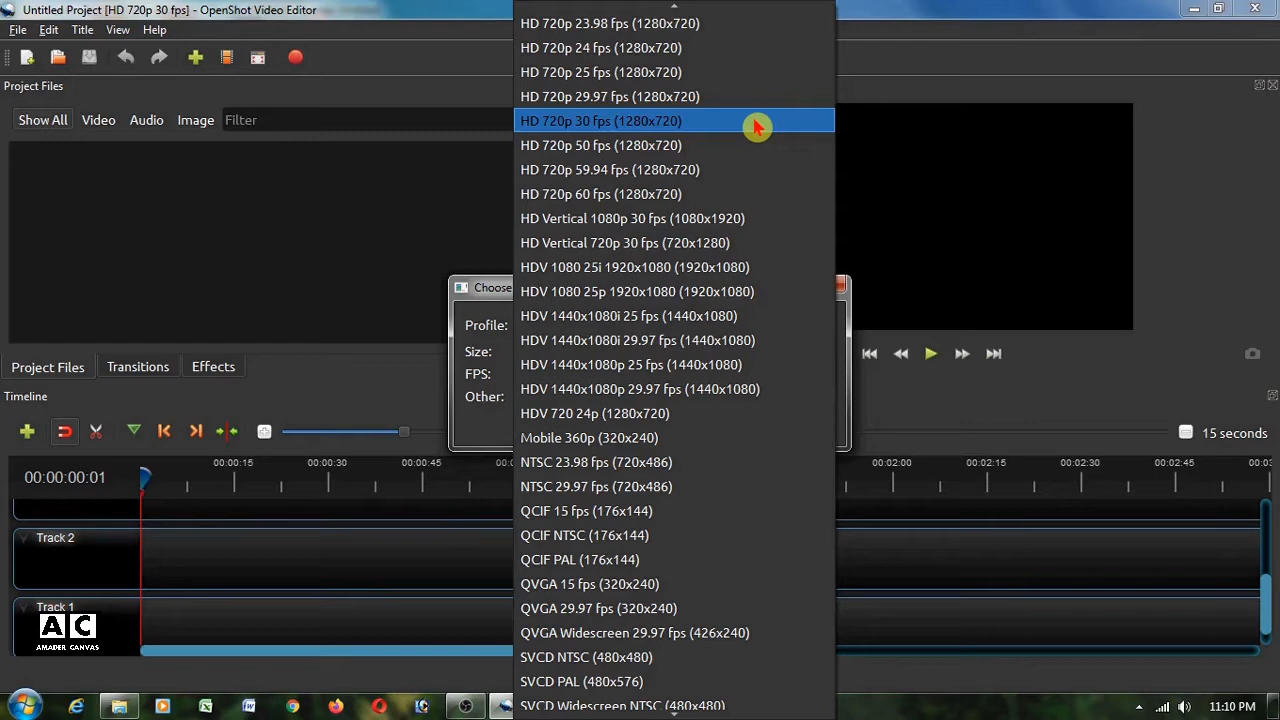 Untitled Project [HD 720p 30 fps] - OpenShot Video Editor
File Edit Title View Help
Project Files
Show All Video Audio Image Filter
HD 720p 23.98 fps (1280x720)
HD 720p 24 fps (1280x720)
HD 720p 25 fps (1280x720)
HD 720p 29.97 fps (1280x720)
HD 720p 30 fps (1280x720)
HD 720p 50 fps (1280x720)
HD 720p 59.94 fps (1280x720)
HD 720p 60 fps (1280x720)
HD Vertical 1080p 30 fps (1080x1920)
HD Vertical 720p 30 fps (720x1280)
HDV 1080 25i 1920x1080 (1920x1080)
HDV 1080 25p 1920x1080 (1920x1080)
HDV 1440x1080i 25 fps (1440x1080)
HDV 1440x1080i 29.97 fps (1440x1080)
HDV 1440x1080p 25 fps (1440x1080)
HDV 1440x1080p 29.97 fps (1440x1080)
HDV 720 24p (1280x720)
Mobile 360p (320x240)
NTSC 23.98 fps (720x486)
NTSC 29.97 fps (720x486)
QCIF 15 fps (176x144)
QCIF NTSC (176x144)
QCIF PAL (176x144)
QVGA 15 fps (320x240)
QVGA 29.97 fps (320x240)
QVGA Widescreen 29.97 fps (426x240)
SVCD NTSC (480x480)
SVCD PAL (480x576)
SVCD Widescreen NTSC (480x480)
Choose
Profile:
Size:
FPS:
Other:
Project Files Transitions Effects
Timeline
15 seconds
00:00:00:01
00:00:15 00:00:30 00:00:45 00:02:00 00:02:15 00:02:30 00:02:45
Track 2
Track 1
AC
AMADER CANVAS
11:10 PM